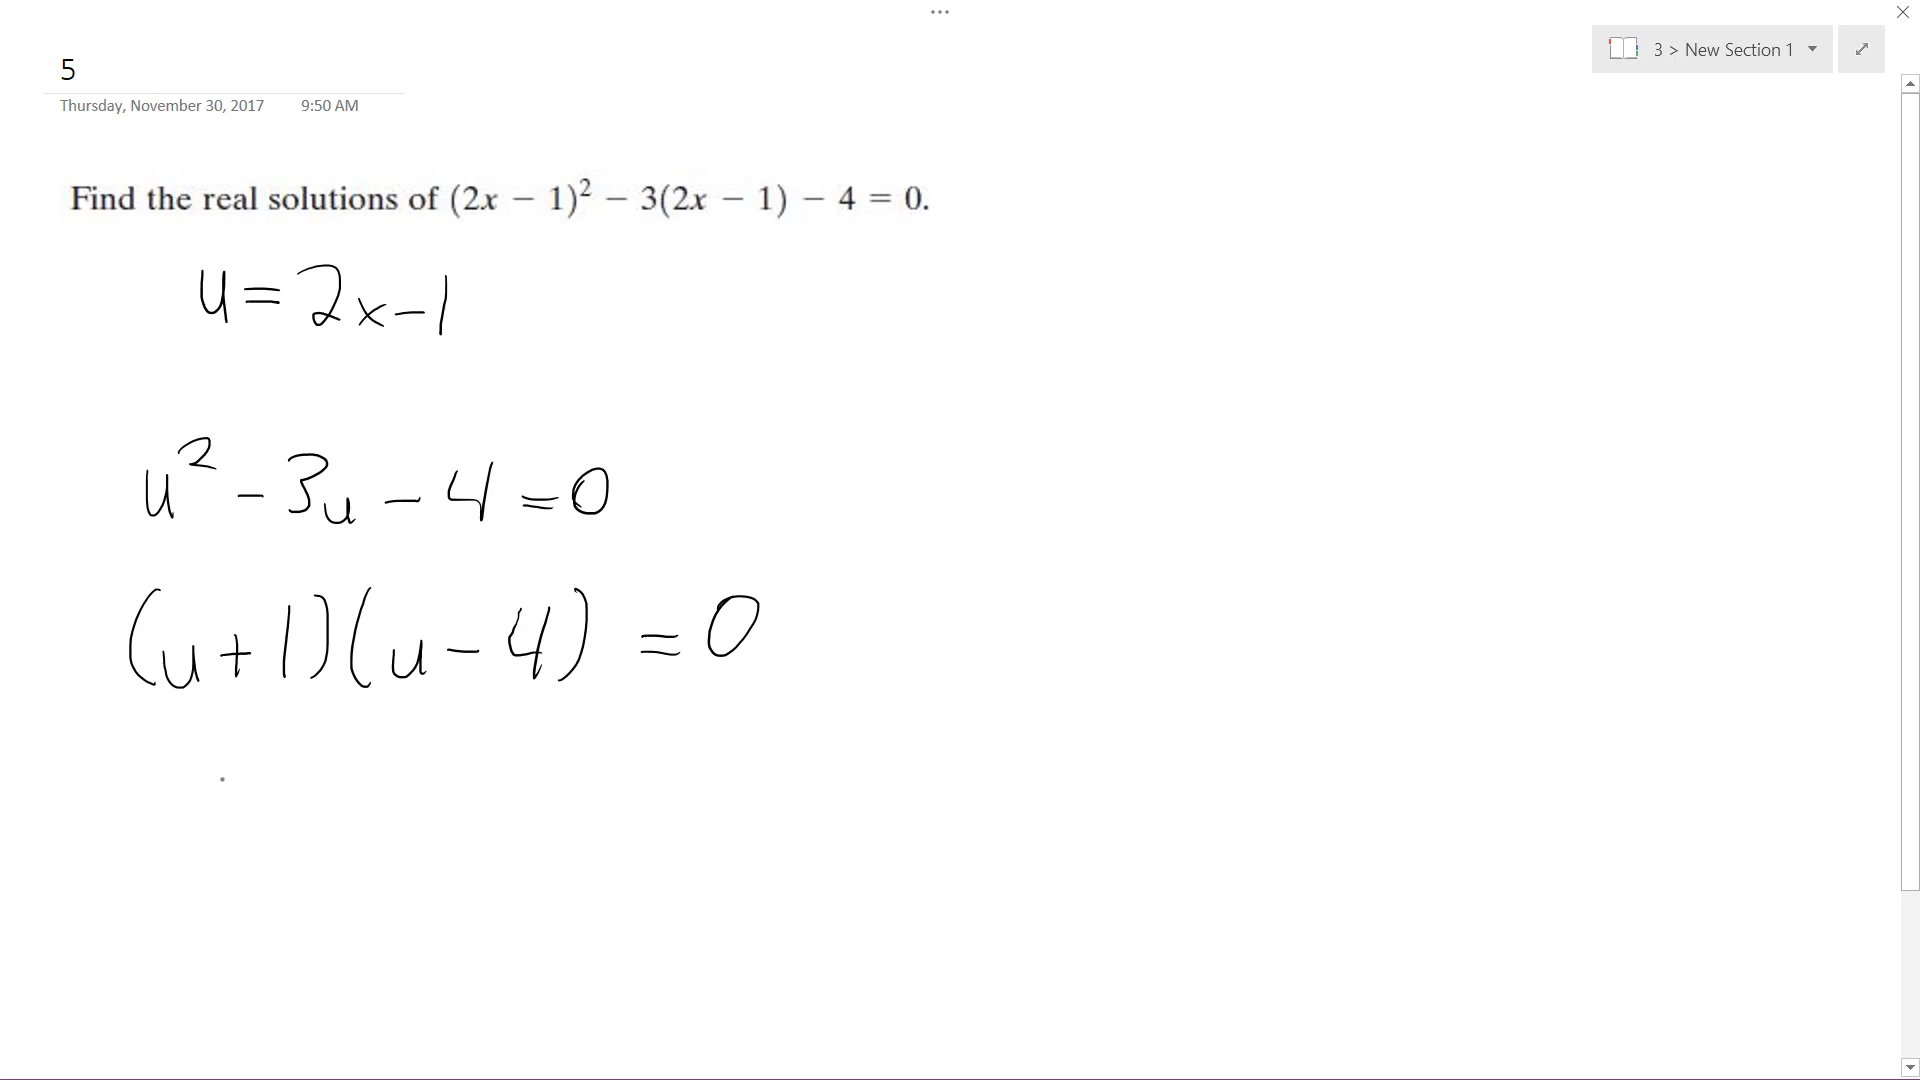 ...
3 > New Section 1
5
Thursday, November 30, 2017 9:50 AM
Find the real solutions of (2x − 1)² − 3(2x − 1) − 4 = 0.
u = 2x − 1
u² − 3u − 4 = 0
(u + 1)(u − 4) = 0